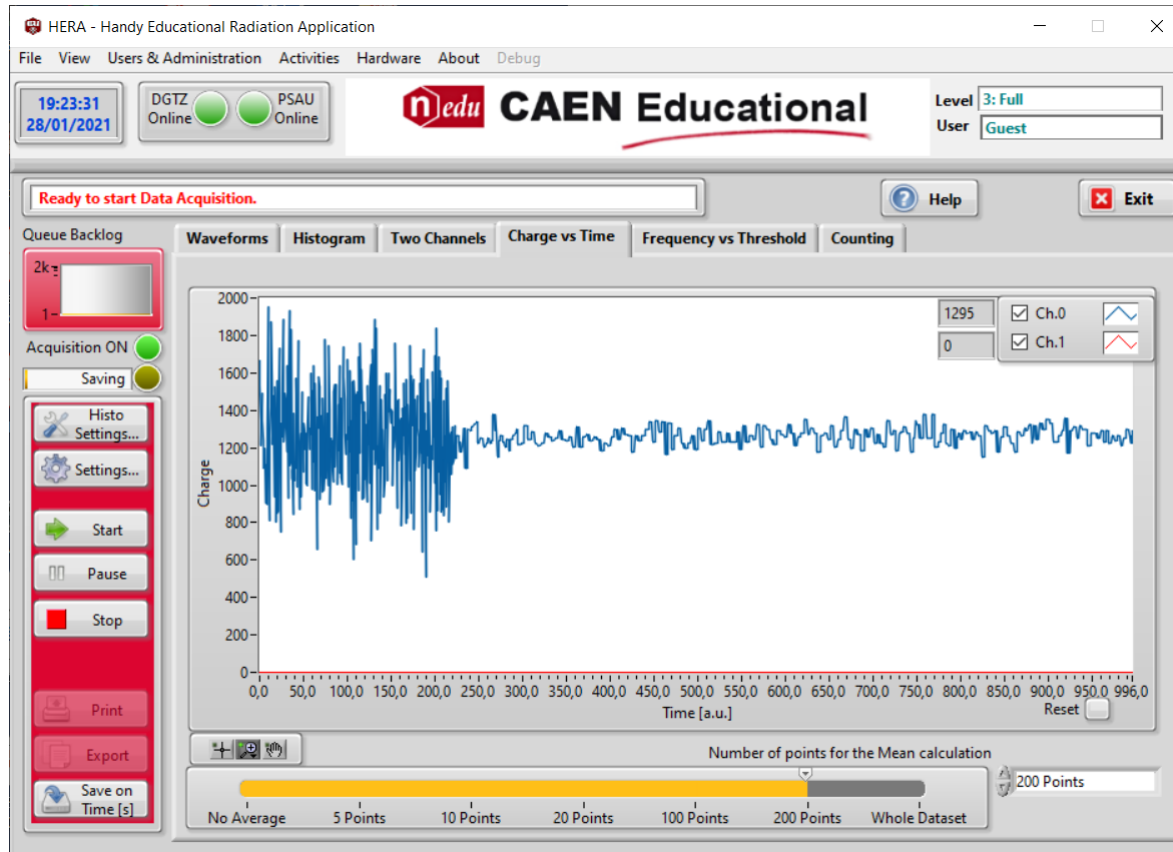 HERA - Handy Educational Radiation Application
File View Users & Administration Activities Hardware About Debug
19:23:31
28/01/2021
DGTZ
Online
PSAU
Online
n edu CAEN Educational
Level 3: Full
User Guest
Ready to start Data Acquisition.
Help
Exit
Queue Backlog
2k
1
Acquisition ON
Saving
Histo
Settings...
Settings...
Start
Pause
Stop
Print
Export
Save on
Time [s]
Waveforms Histogram Two Channels Charge vs Time Frequency vs Threshold Counting
1295 Ch.0
0 Ch.1
Charge
2000
1800
1600
1400
1200
1000
800
600
400
200
0
0,0 50,0 100,0 150,0 200,0 250,0 300,0 350,0 400,0 450,0 500,0 550,0 600,0 650,0 700,0 750,0 800,0 850,0 900,0 950,0 996,0
Time [a.u.]
Reset
Number of points for the Mean calculation
No Average 5 Points 10 Points 20 Points 100 Points 200 Points Whole Dataset
200 Points